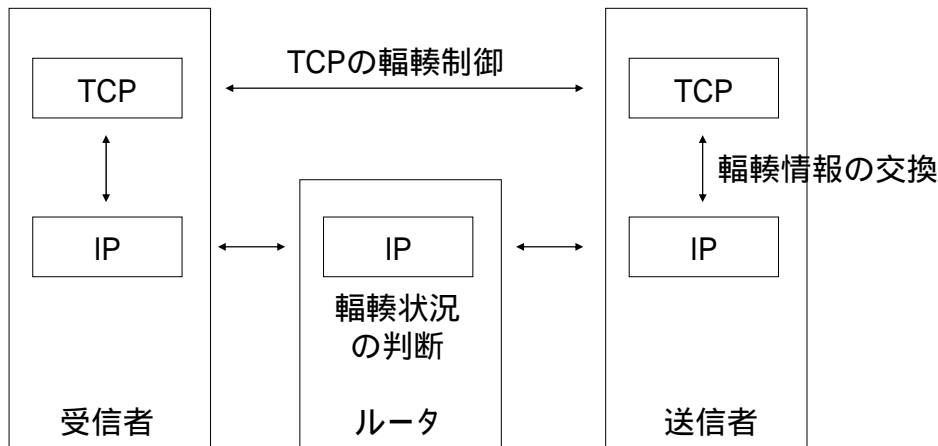 TCPの輻輳制御
TCP
TCP
輻輳情報の交換
IP
IP
IP
輻輳状況
の判断
受信者
ルータ
送信者